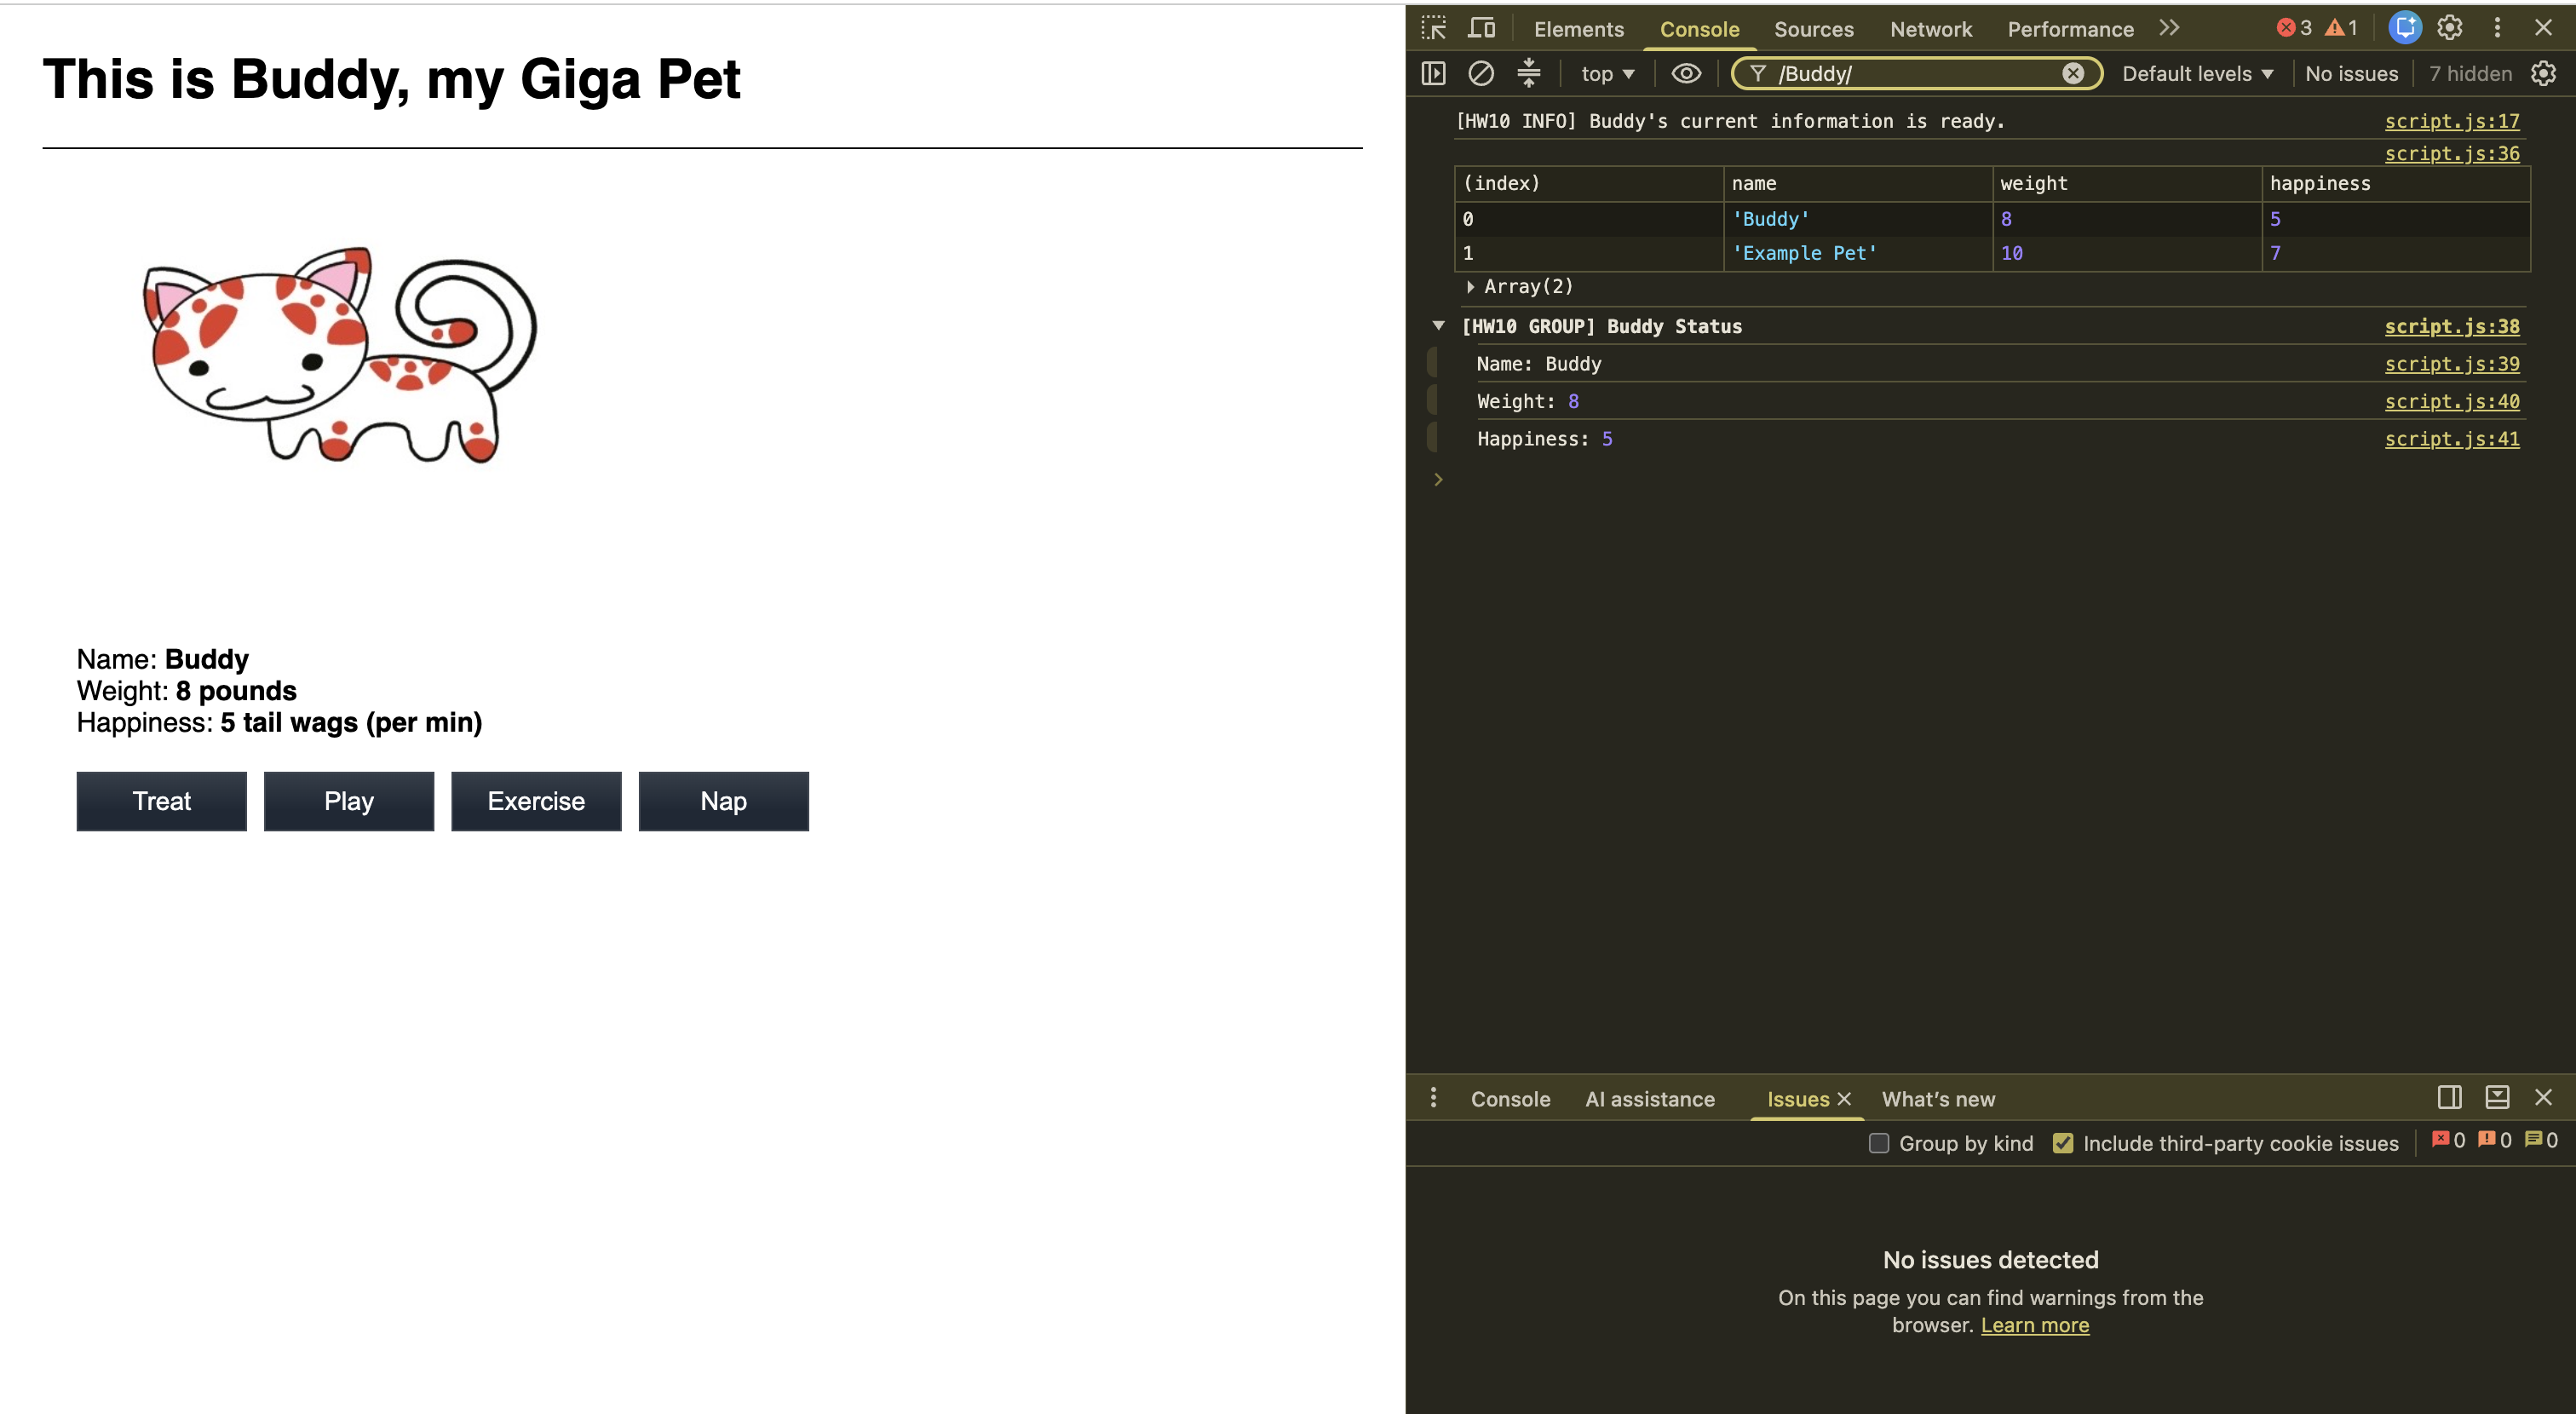 This is Buddy, my Giga Pet
Name: Buddy
Weight: 8 pounds
Happiness: 5 tail wags (per min)
Treat Play Exercise Nap
Elements Console Sources Network Performance 3 1
top /Buddy/ Default levels No issues 7 hidden
[HW10 INFO] Buddy's current information is ready. script.js:17
script.js:36
(index) name weight happiness
0 'Buddy' 8 5
1 'Example Pet' 10 7
Array(2)
[HW10 GROUP] Buddy Status script.js:38
Name: Buddy script.js:39
Weight: 8 script.js:40
Happiness: 5 script.js:41
Console AI assistance Issues What's new
Group by kind Include third-party cookie issues 0 0 0
No issues detected
On this page you can find warnings from the
browser. Learn more